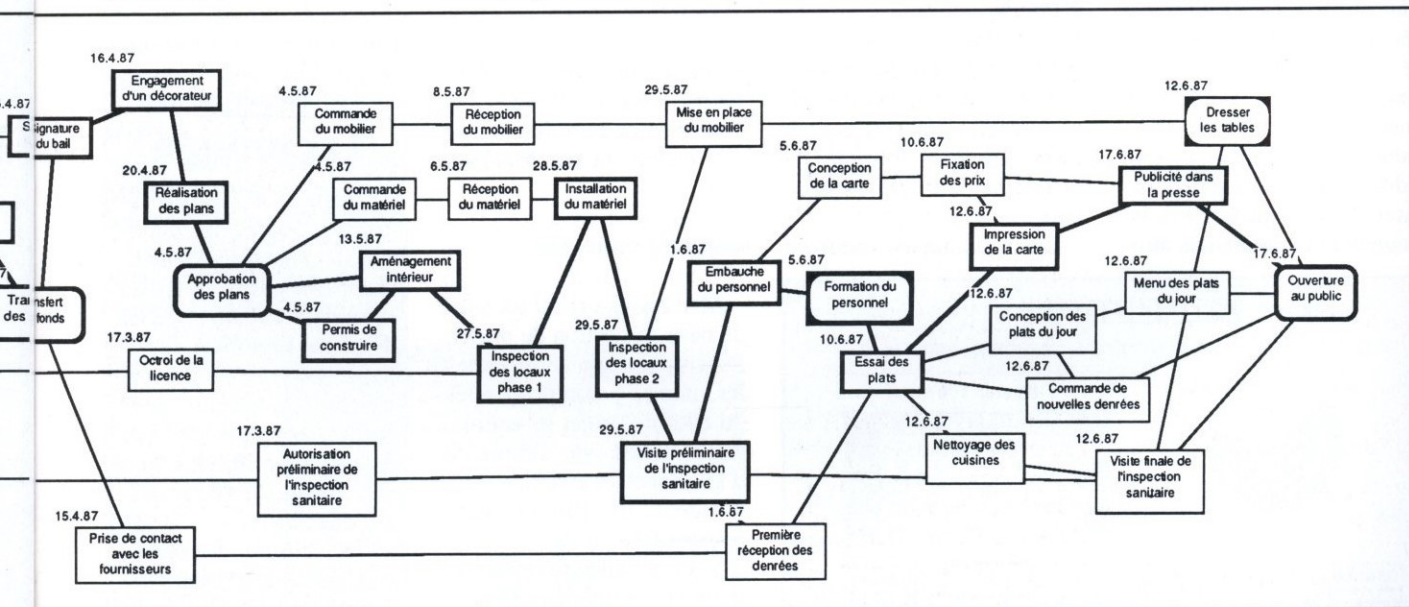 16.4.87
Engagement
d'un décorateur
.4.87
Signature
du bail
4.5.87
Commande
du mobilier
8.5.87
Réception
du mobilier
29.5.87
Mise en place
du mobilier
12.6.87
Dresser
les tables
20.4.87
Réalisation
des plans
4.5.87
Commande
du matériel
6.5.87
Réception
du matériel
28.5.87
Installation
du matériel
5.6.87
Conception
de la carte
10.6.87
Fixation
des prix
17.6.87
Publicité dans
la presse
12.6.87
Impression
de la carte
4.5.87
Approbation
des plans
13.5.87
Aménagement
intérieur
4.5.87
Permis de
construire
1.6.87
Embauche
du personnel
5.6.87
Formation du
personnel
12.6.87
Menu des plats
du jour
17.6.87
Ouverture
au public
7
Transfert
des fonds
17.3.87
Octroi de la
licence
27.5.87
Inspection
des locaux
phase 1
29.5.87
Inspection
des locaux
phase 2
10.6.87
Essai des
plats
12.6.87
Conception des
plats du jour
12.6.87
Commande de
nouvelles denrées
17.3.87
Autorisation
préliminaire de
l'inspection
sanitaire
29.5.87
Visite préliminaire
de l'inspection
sanitaire
12.6.87
Nettoyage des
cuisines
12.6.87
Visite finale de
l'inspection
sanitaire
15.4.87
Prise de contact
avec les
fournisseurs
1.6.87
Première
réception des
denrées